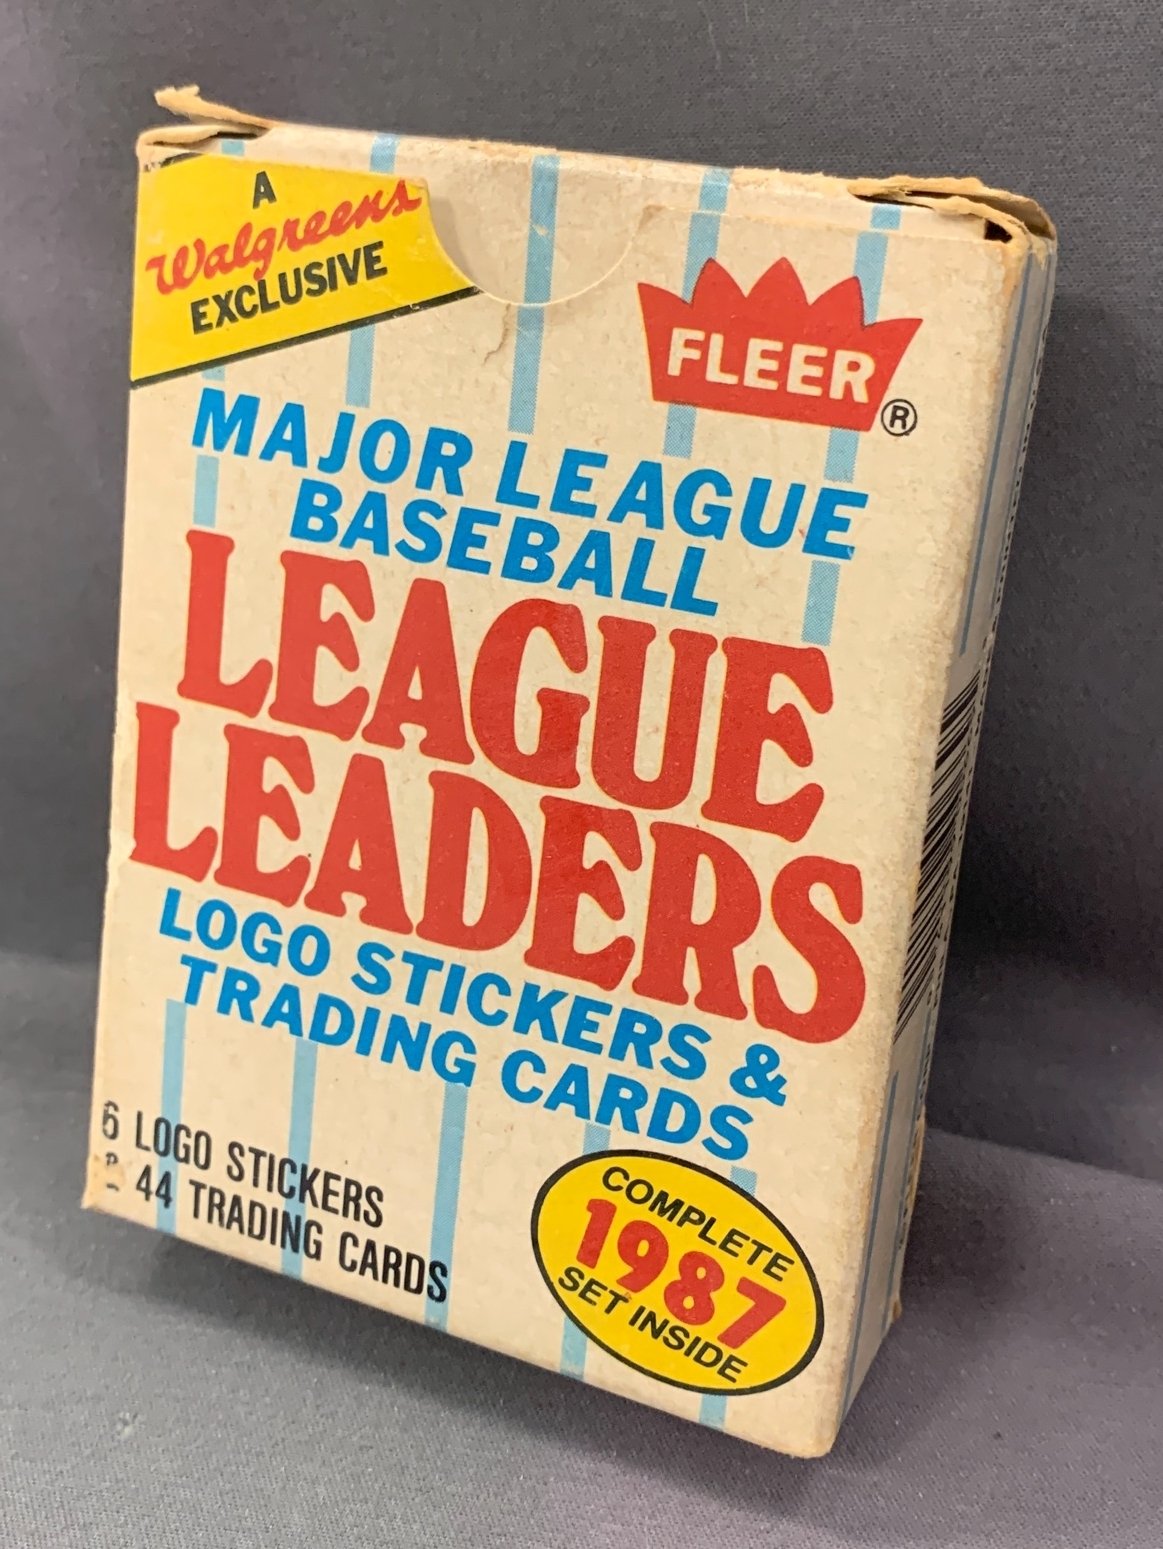 A
Walgreens
EXCLUSIVE
FLEER®
MAJOR LEAGUE
BASEBALL
LEAGUE
LEADERS
LOGO STICKERS &
TRADING CARDS
6 LOGO STICKERS
& 44 TRADING CARDS
COMPLETE
1987
SET INSIDE